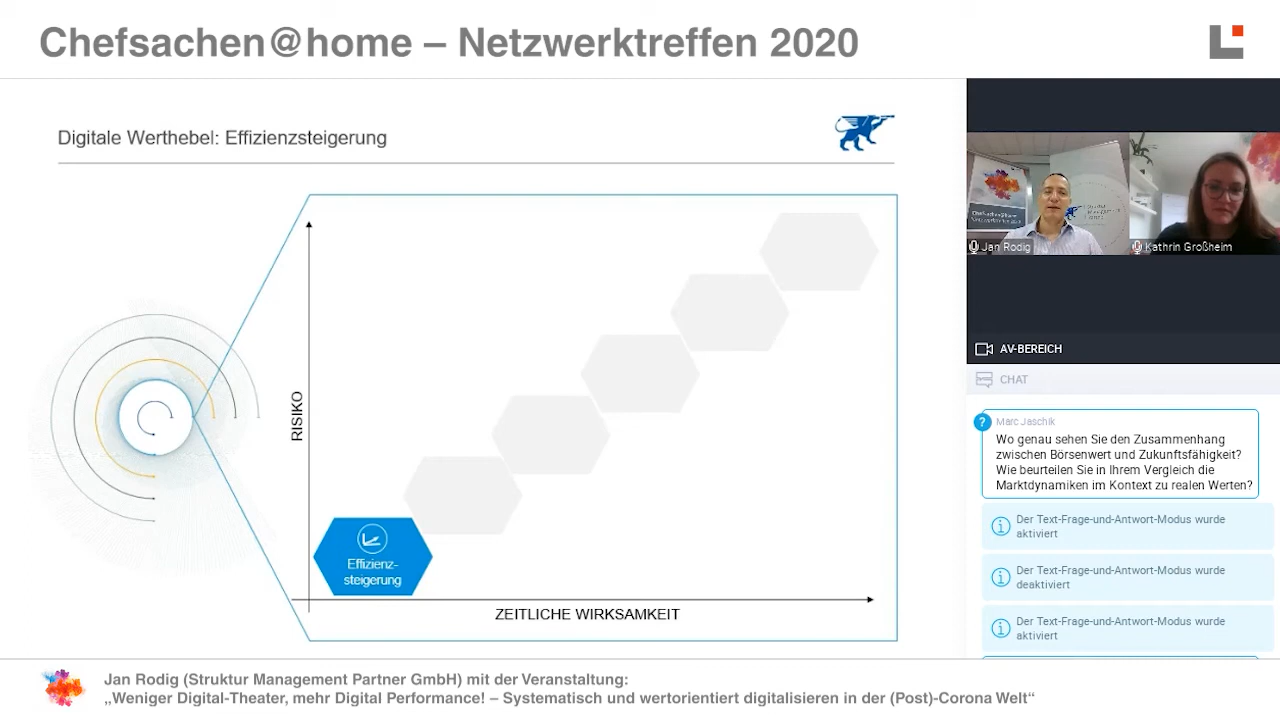 Chefsachen@home – Netzwerktreffen 2020
Digitale Werthebel: Effizienzsteigerung
RISIKO
Effizienz-
steigerung
ZEITLICHE WIRKSAMKEIT
Jan Rodig
Kathrin Großheim
AV-BEREICH
CHAT
?
Marc Jaschik
Wo genau sehen Sie den Zusammenhang
zwischen Börsenwert und Zukunftsfähigkeit?
Wie beurteilen Sie in Ihrem Vergleich die
Marktdynamiken im Kontext zu realen Werten?
Der Text-Frage-und-Antwort-Modus wurde
aktiviert
Der Text-Frage-und-Antwort-Modus wurde
deaktiviert
Der Text-Frage-und-Antwort-Modus wurde
aktiviert
Jan Rodig (Struktur Management Partner GmbH) mit der Veranstaltung:
„Weniger Digital-Theater, mehr Digital Performance! – Systematisch und wertorientiert digitalisieren in der (Post)-Corona Welt“